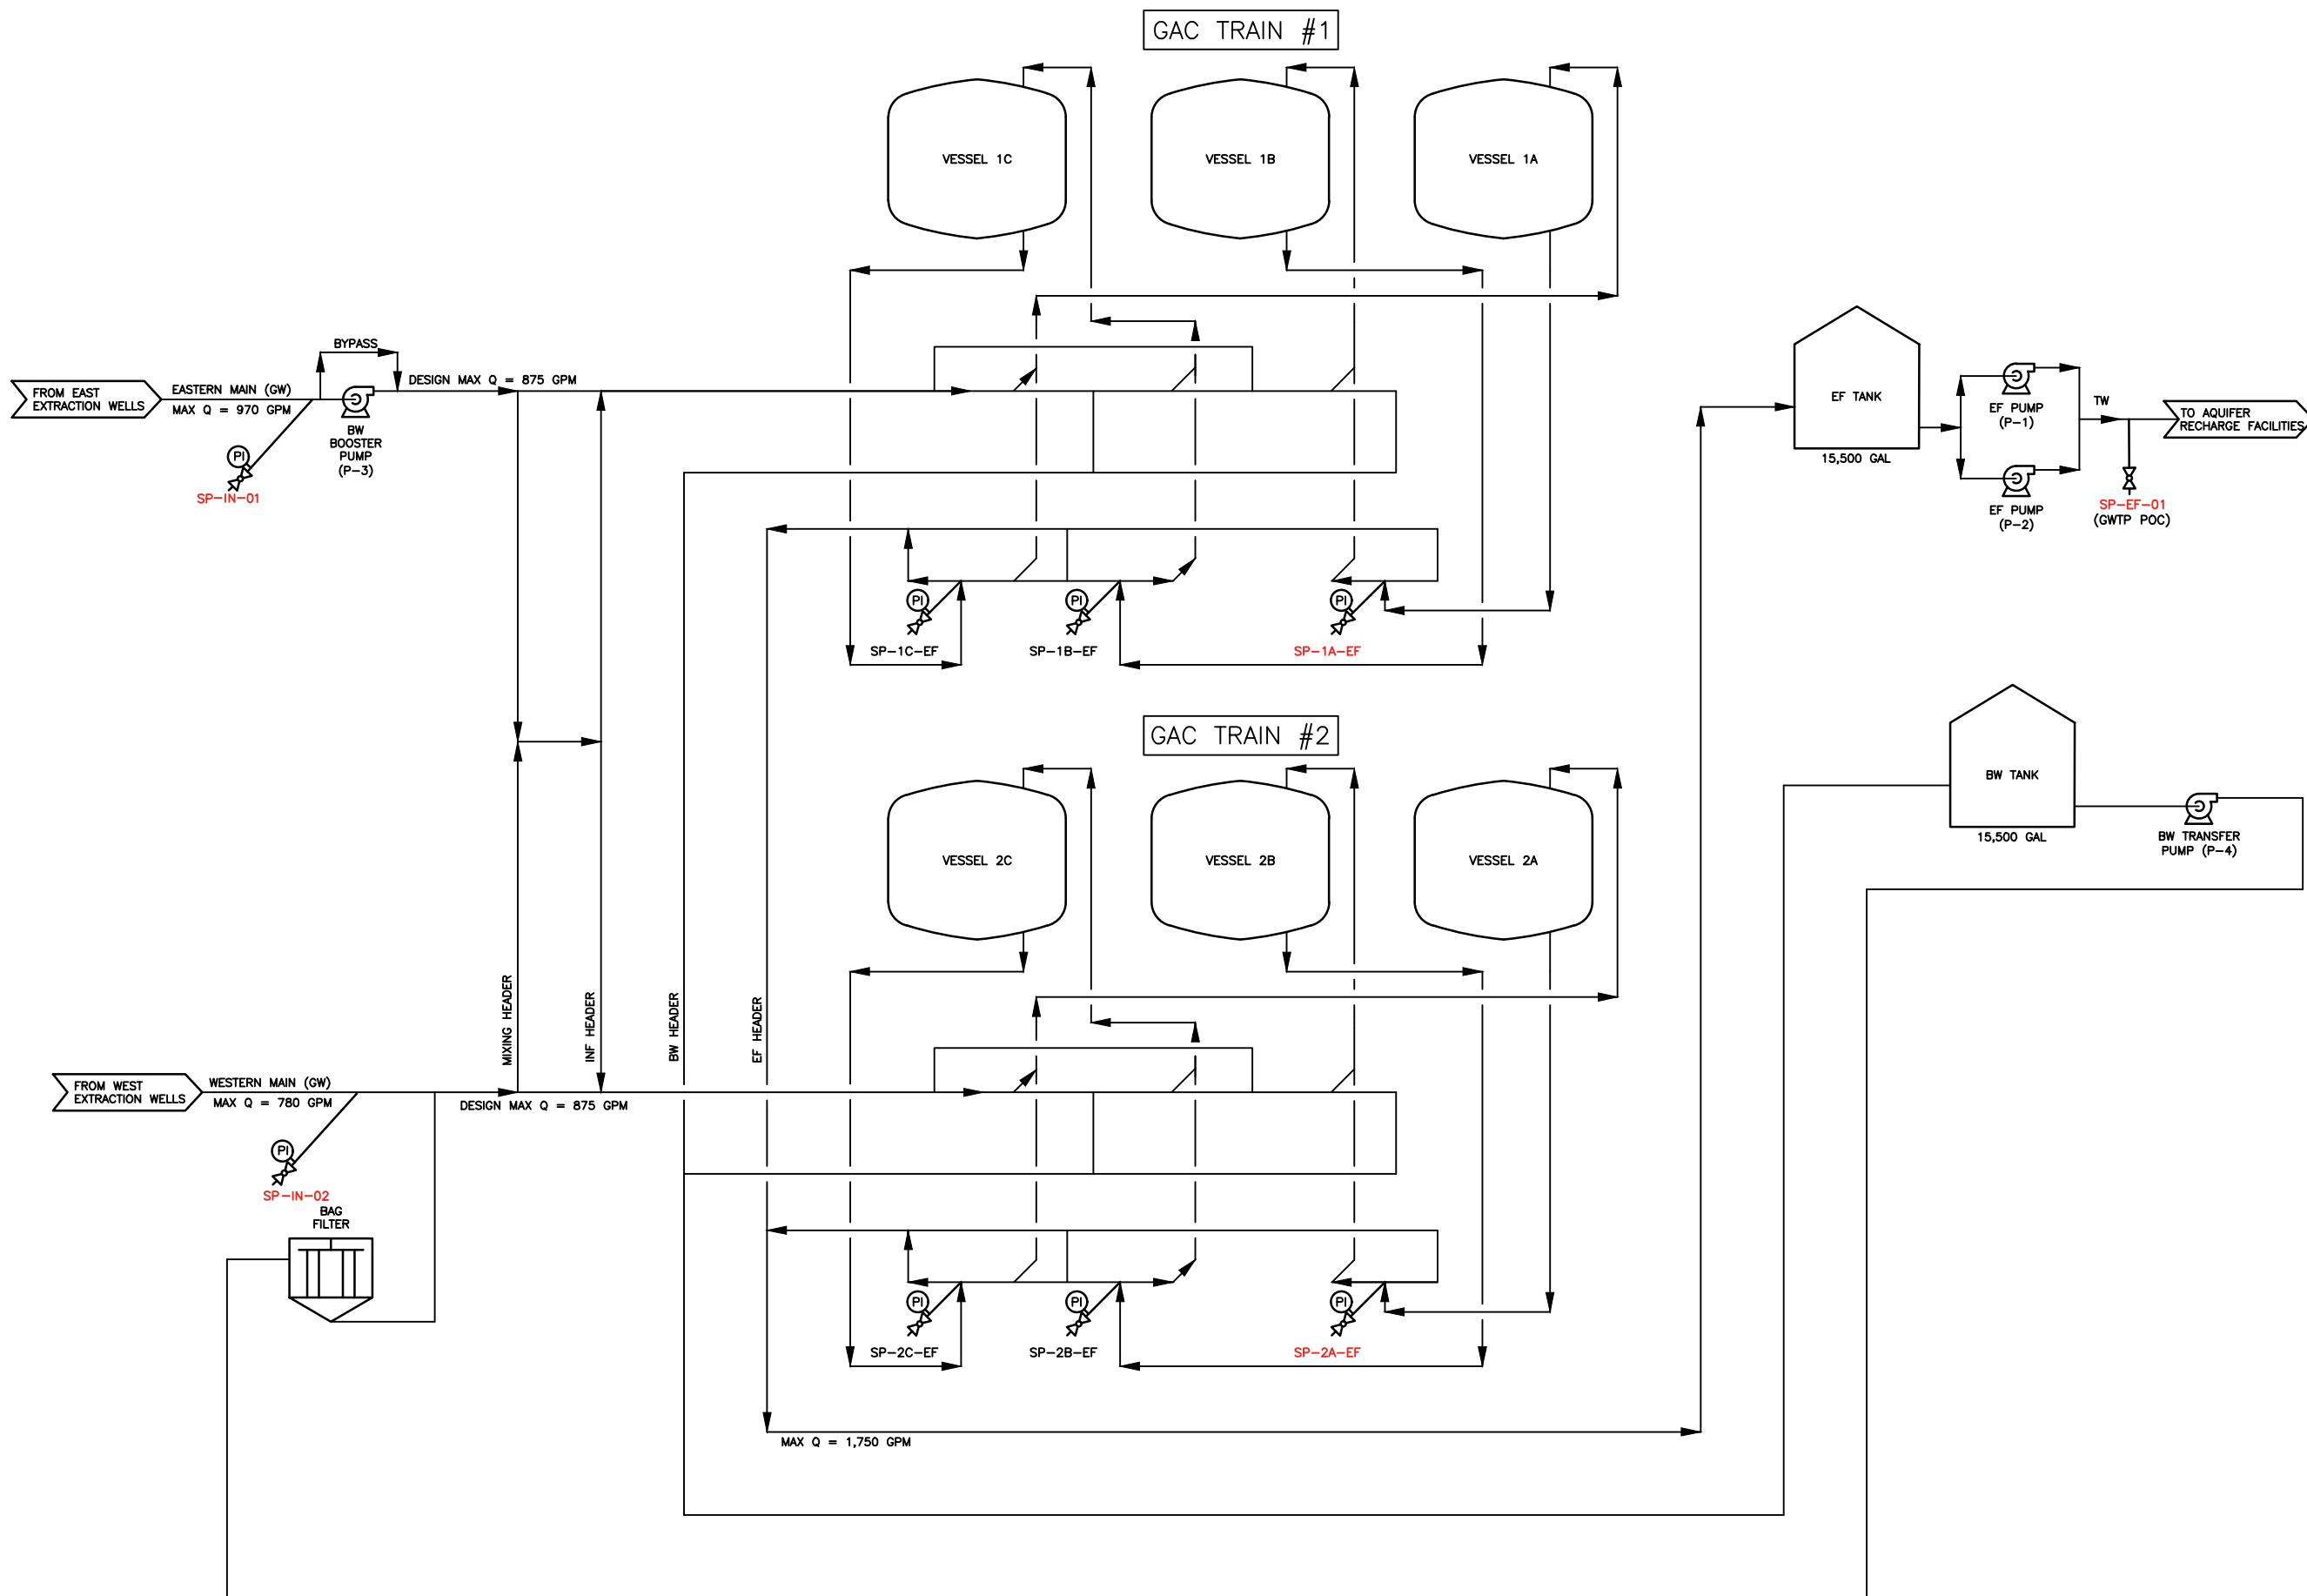 GAC TRAIN #1
VESSEL 1C
VESSEL 1B
VESSEL 1A
BYPASS
FROM EAST
EXTRACTION WELLS
EASTERN MAIN (GW)
MAX Q = 970 GPM
DESIGN MAX Q = 875 GPM
BW
BOOSTER
PUMP
(P-3)
PI
SP-IN-01
EF TANK
15,500 GAL
EF PUMP
(P-1)
EF PUMP
(P-2)
TW
TO AQUIFER
RECHARGE FACILITIES
SP-EF-01
(GWTP POC)
PI
PI
PI
SP-1C-EF
SP-1B-EF
SP-1A-EF
GAC TRAIN #2
VESSEL 2C
VESSEL 2B
VESSEL 2A
BW TANK
15,500 GAL
BW TRANSFER
PUMP (P-4)
MIXING HEADER
INF HEADER
BW HEADER
EF HEADER
FROM WEST
EXTRACTION WELLS
WESTERN MAIN (GW)
MAX Q = 780 GPM
DESIGN MAX Q = 875 GPM
PI
SP-IN-02
BAG
FILTER
PI
PI
PI
SP-2C-EF
SP-2B-EF
SP-2A-EF
MAX Q = 1,750 GPM